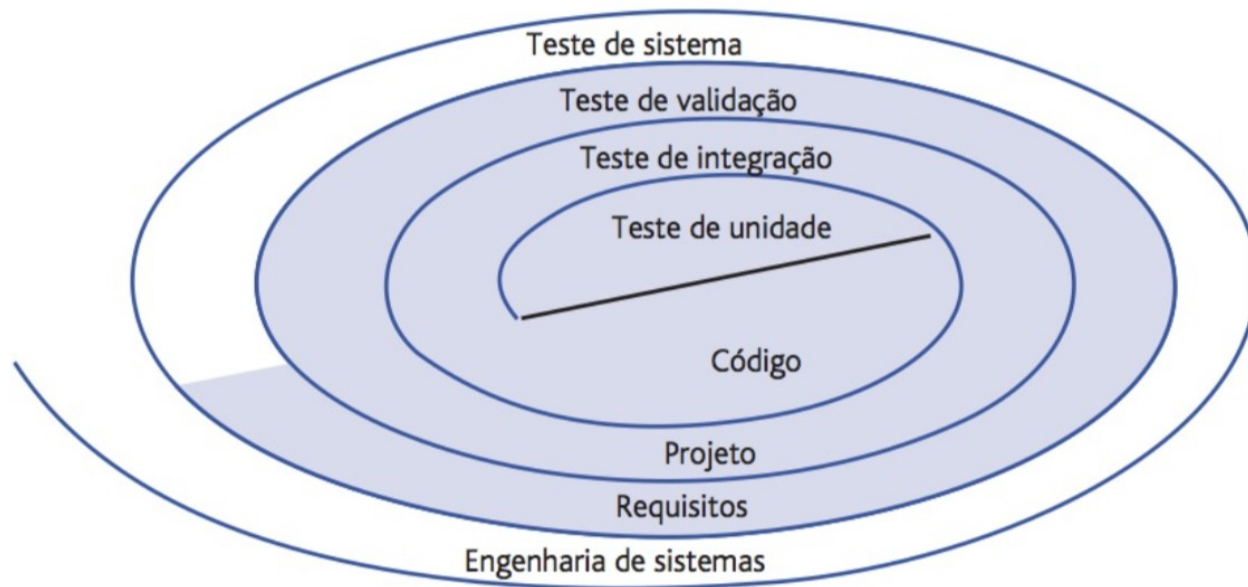 Teste de sistema
Teste de validação
Teste de integração
Teste de unidade
Código
Projeto
Requisitos
Engenharia de sistemas